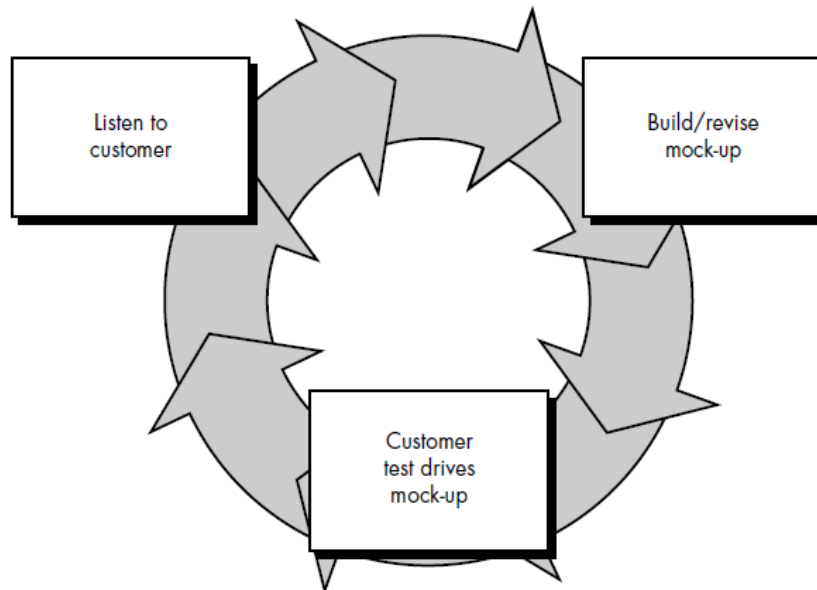 Listen to
customer
Build/revise
mock-up
Customer
test drives
mock-up